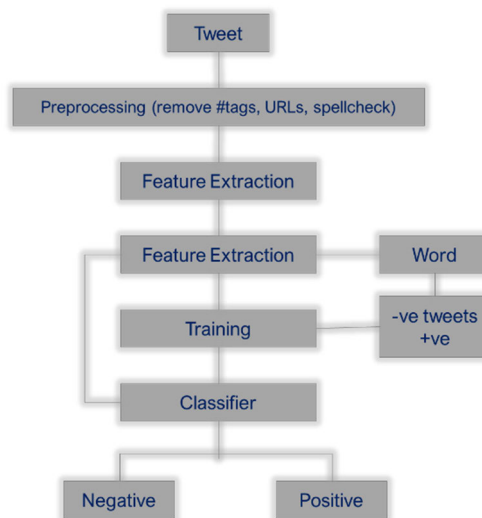 Tweet
Preprocessing (remove #tags, URLs, spellcheck)
Feature Extraction
Feature Extraction
Word
Training
-ve tweets
+ve
Classifier
Negative
Positive